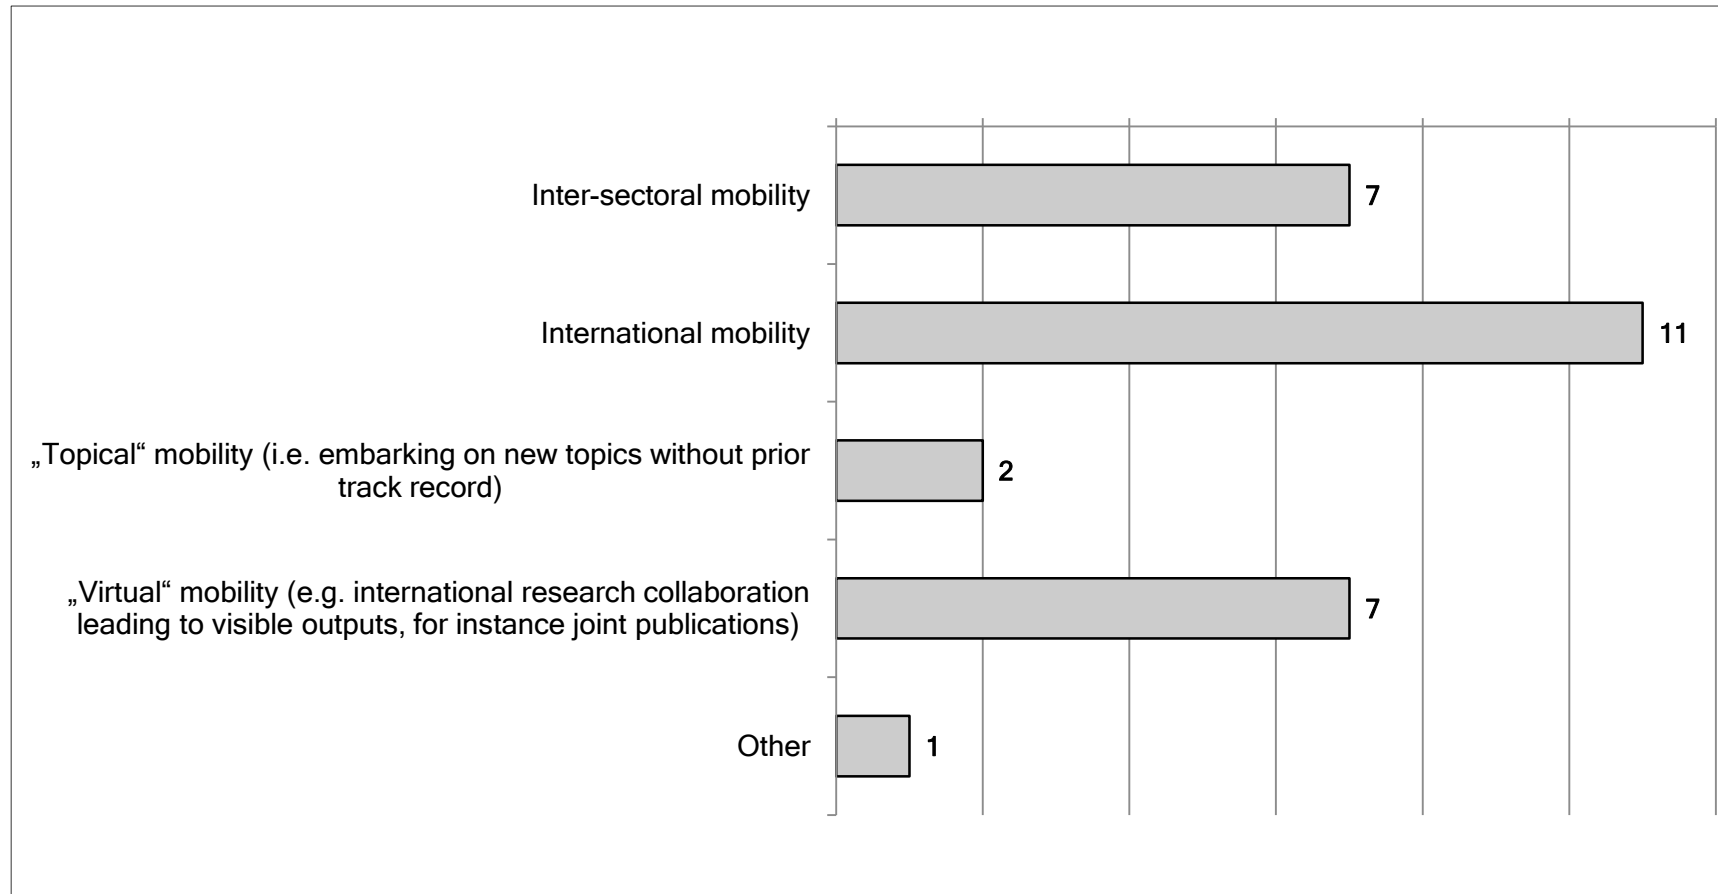 Inter-sectoral mobility
7
International mobility
11
„Topical“ mobility (i.e. embarking on new topics without prior
track record)
2
„Virtual“ mobility (e.g. international research collaboration
leading to visible outputs, for instance joint publications)
7
Other
1